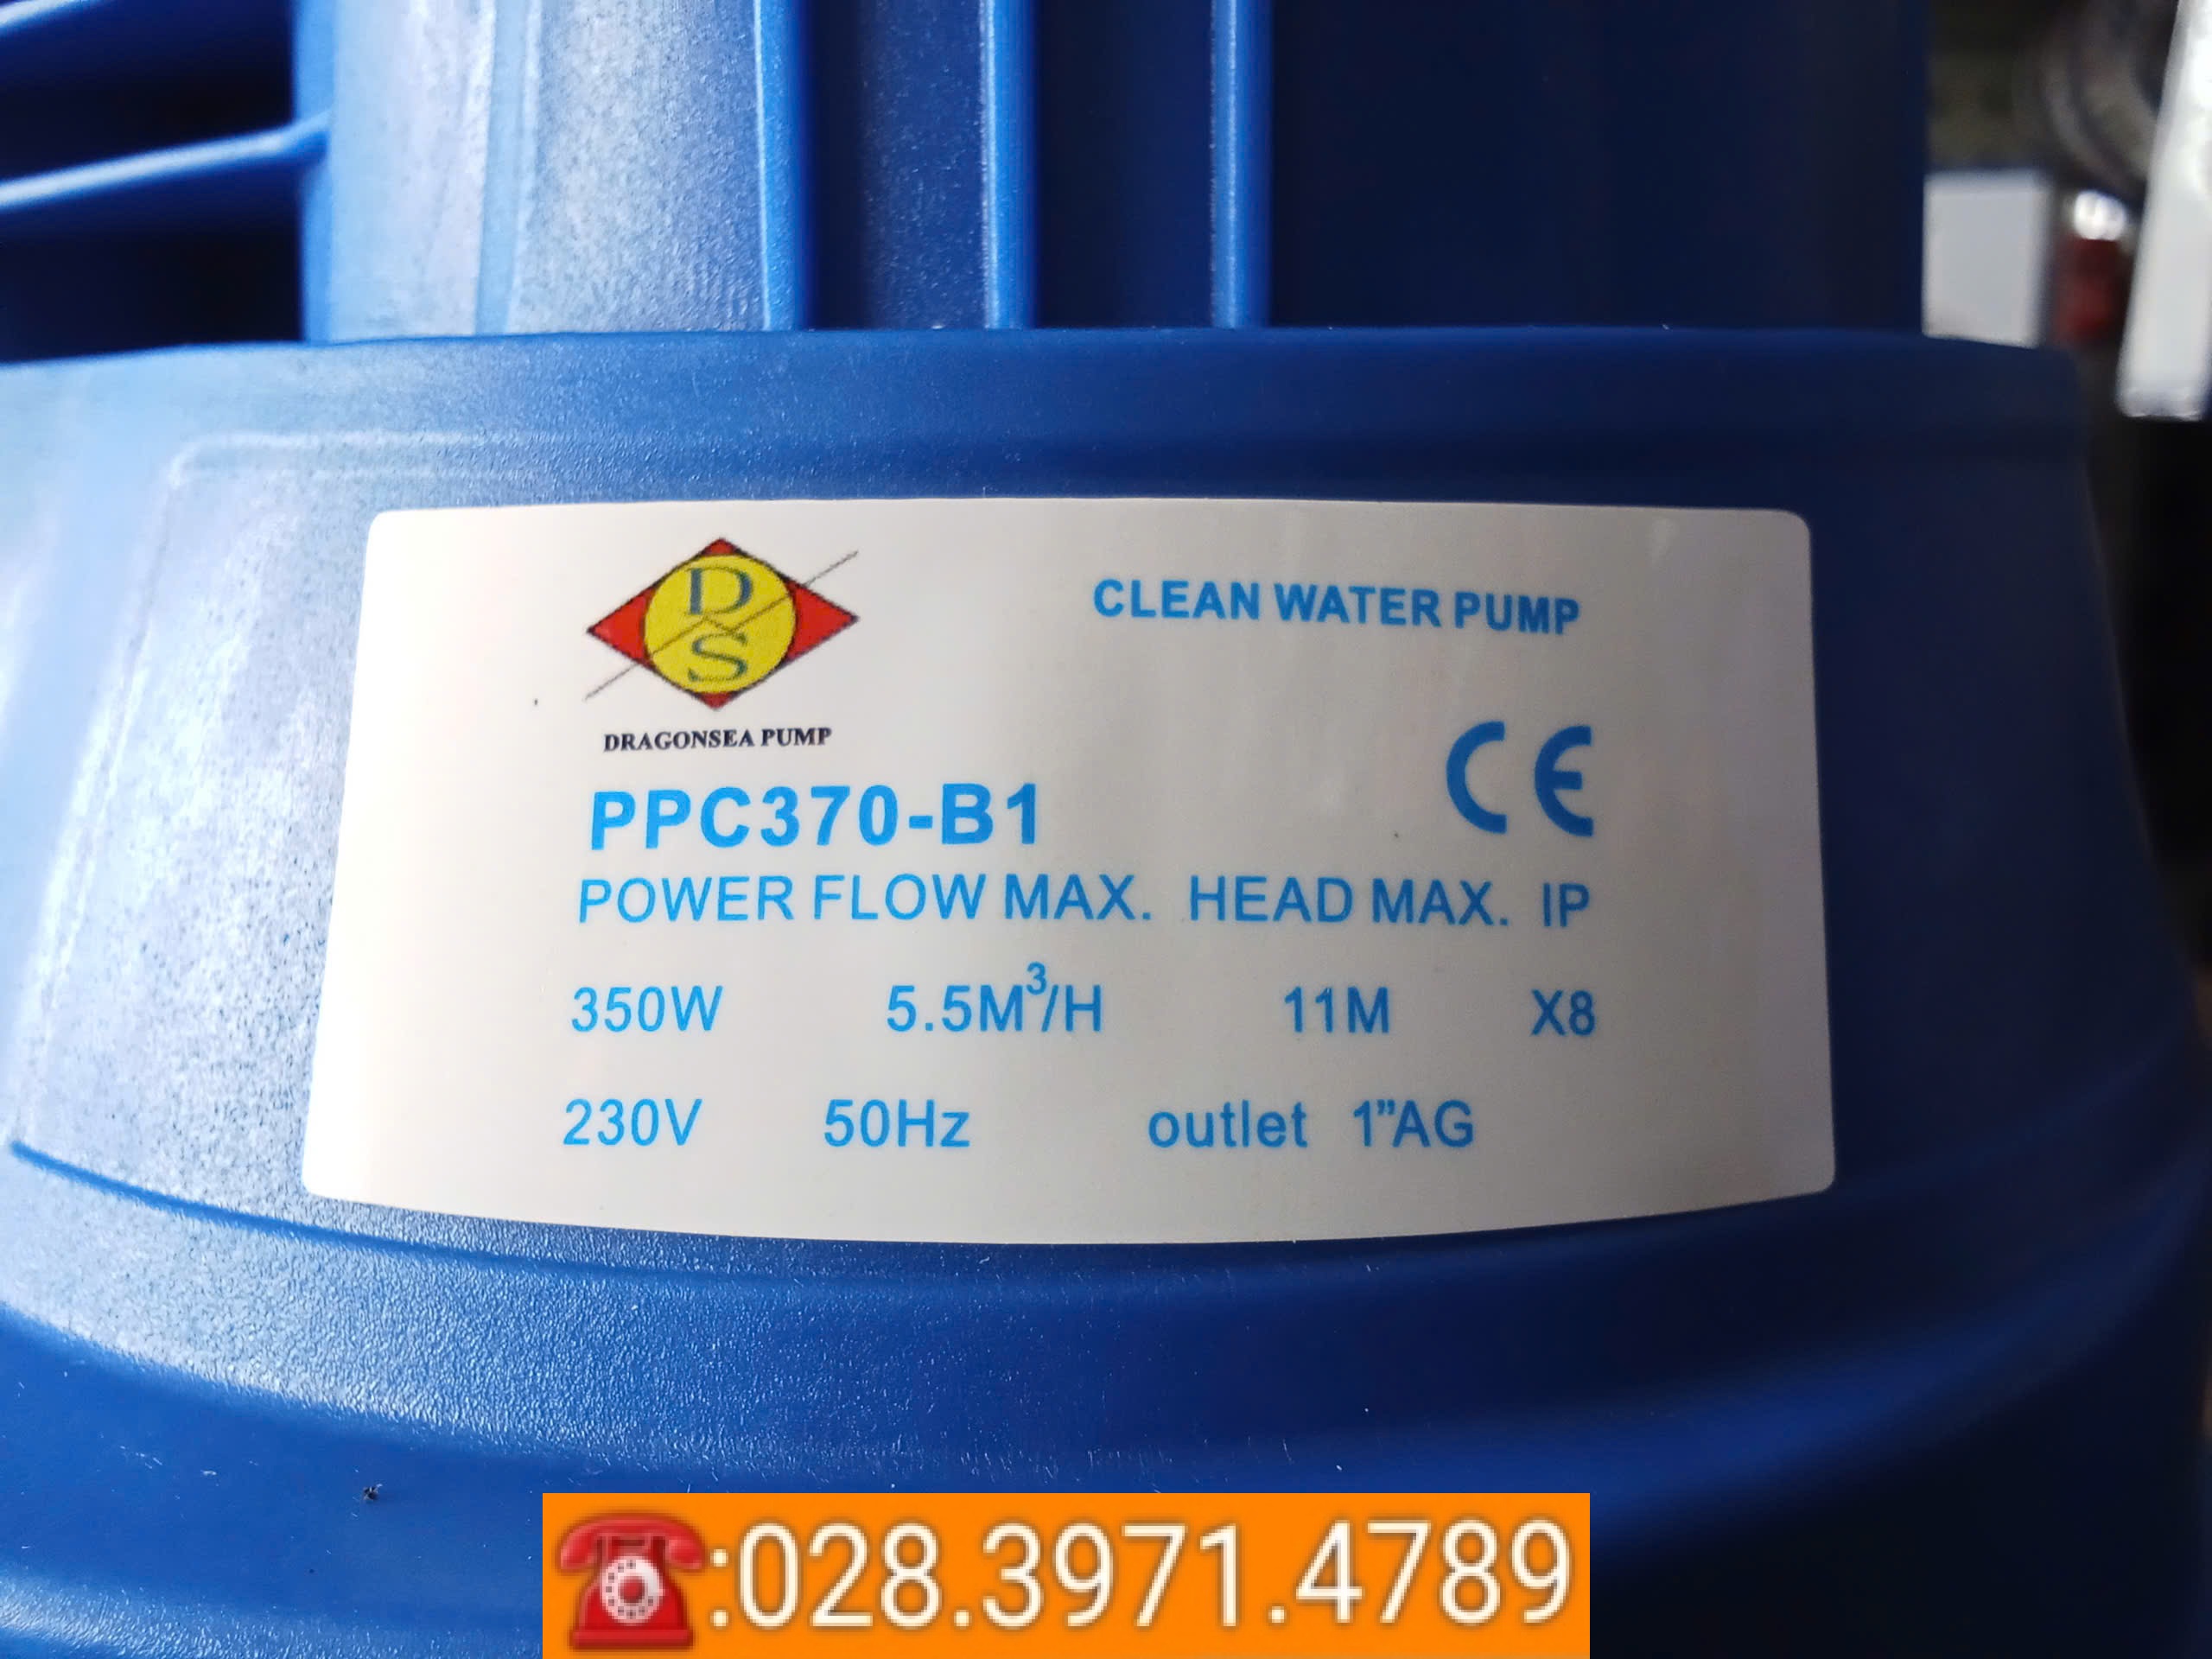 D
S
DRAGONSEA PUMP
CLEAN WATER PUMP
CE
PPC370-B1
POWER FLOW MAX. HEAD MAX. IP
350W 5.5M³/H 11M X8
230V 50Hz outlet 1”AG
☎:028.3971.4789